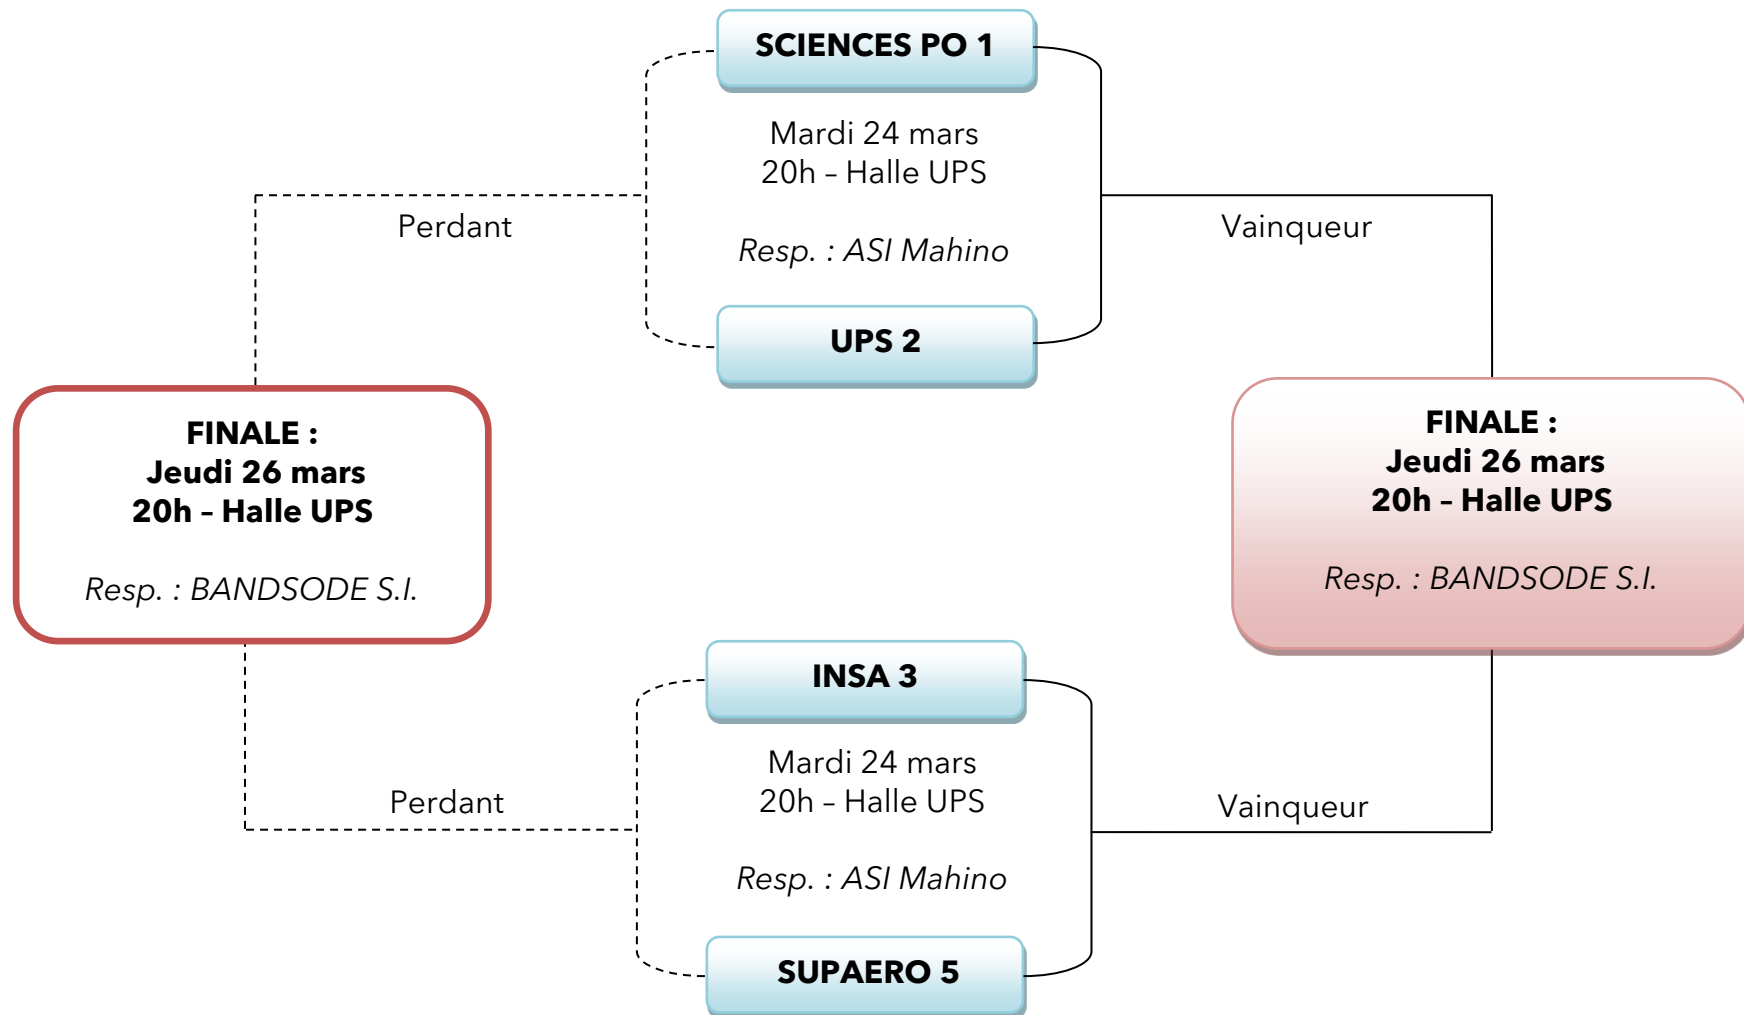 SCIENCES PO 1
Mardi 24 mars
20h – Halle UPS
Perdant
Vainqueur
Resp. : ASI Mahino
UPS 2
FINALE :
Jeudi 26 mars
20h – Halle UPS
Resp. : BANDSODE S.I.
FINALE :
Jeudi 26 mars
20h – Halle UPS
Resp. : BANDSODE S.I.
INSA 3
Mardi 24 mars
20h – Halle UPS
Perdant
Vainqueur
Resp. : ASI Mahino
SUPAERO 5